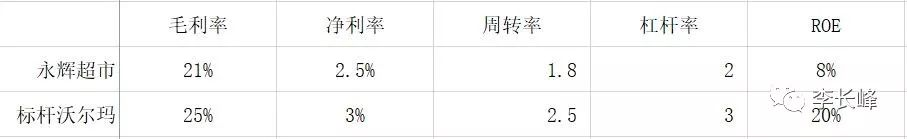 毛利率 净利率 周转率 杠杆率 ROE
永辉超市 21% 2.5% 1.8 2 8%
标杆沃尔玛 25% 3% 2.5 3 20%
李长峰